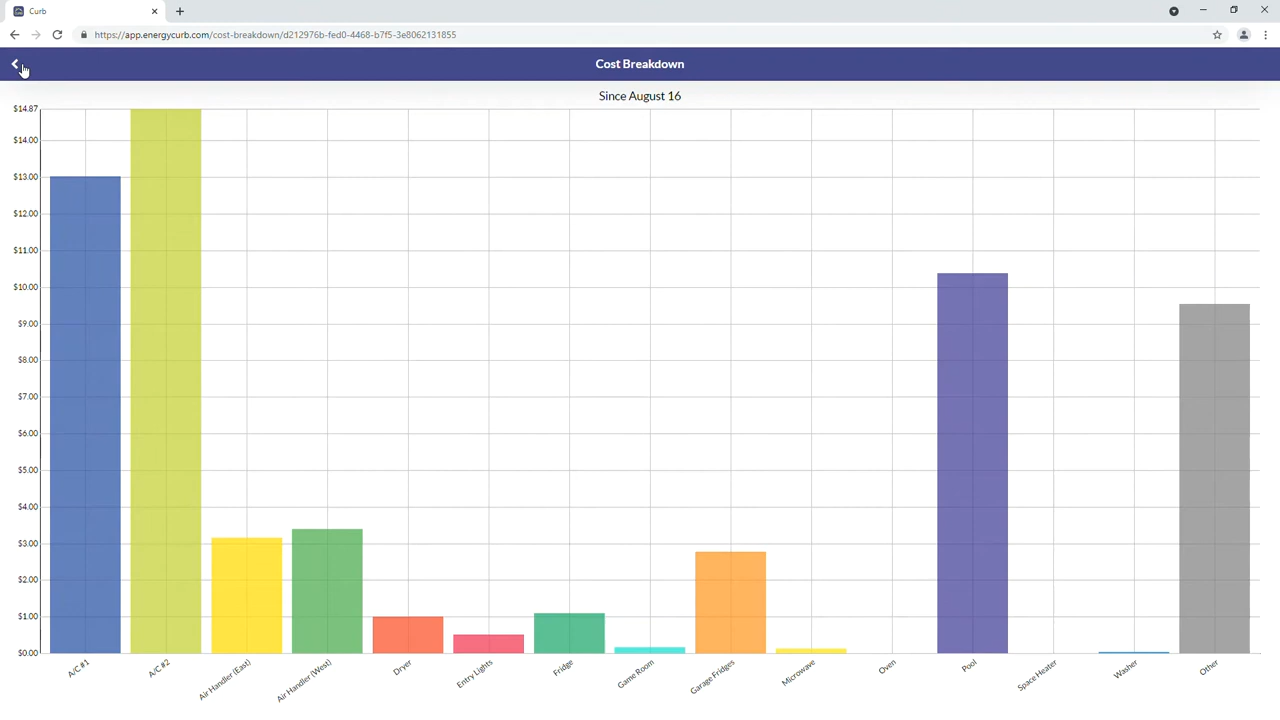 Curb
https://app.energycurb.com/cost-breakdown/d212976b-fed0-4468-b7f5-3e8062131855
Cost Breakdown
Since August 16
$14.87
$14.00
$13.00
$12.00
$11.00
$10.00
$9.00
$8.00
$7.00
$6.00
$5.00
$4.00
$3.00
$2.00
$1.00
$0.00
A/C #1
A/C #2
Air Handler (East)
Air Handler (West)
Dryer
Entry Lights
Fridge
Game Room
Garage Fridges
Microwave
Oven
Pool
Space Heater
Washer
Other